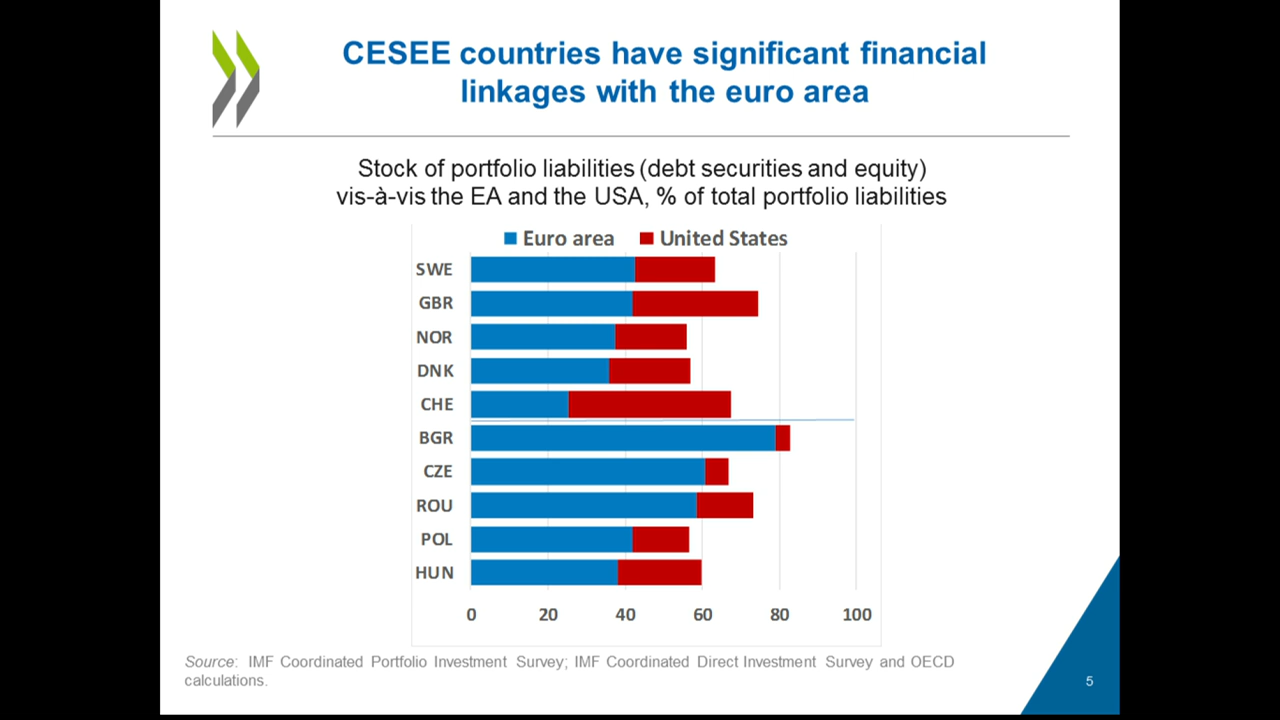 CESEE countries have significant financial
linkages with the euro area
Stock of portfolio liabilities (debt securities and equity)
vis-à-vis the EA and the USA, % of total portfolio liabilities
Euro area United States
SWE
GBR
NOR
DNK
CHE
BGR
CZE
ROU
POL
HUN
0 20 40 60 80 100
Source: IMF Coordinated Portfolio Investment Survey; IMF Coordinated Direct Investment Survey and OECD
calculations.
5